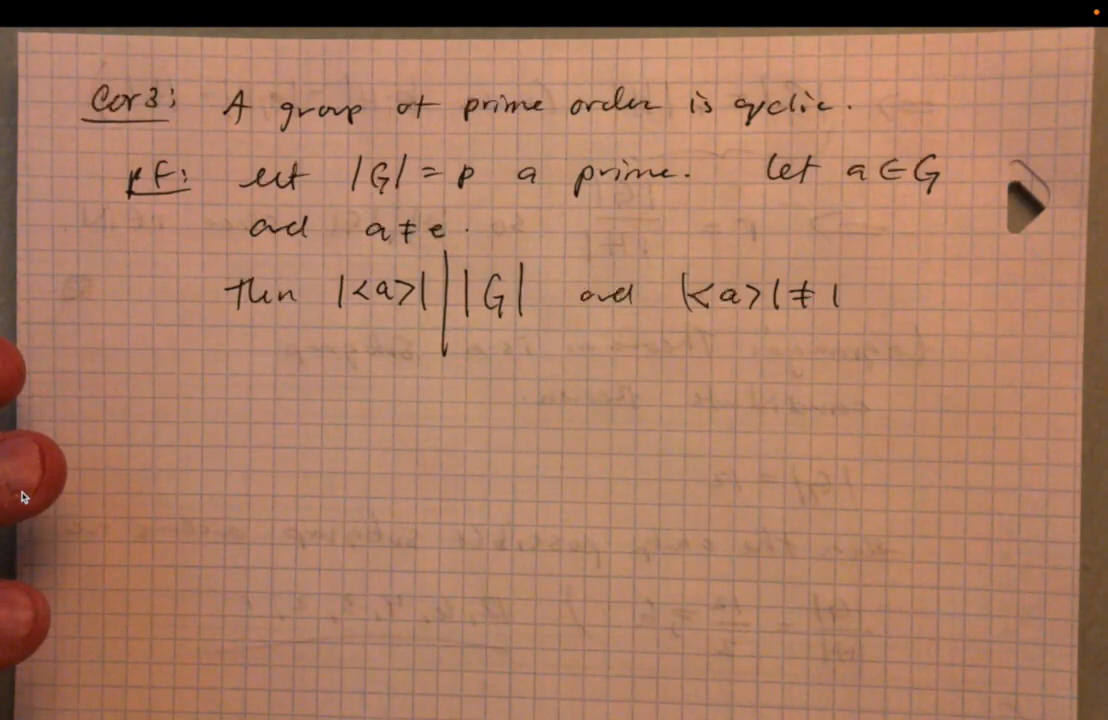 Cor 3: A group of prime order is cyclic.
pf: Let |G| = p a prime. Let a ∈ G
and a ≠ e.
Then |<a>| | |G| and |<a>| ≠ 1